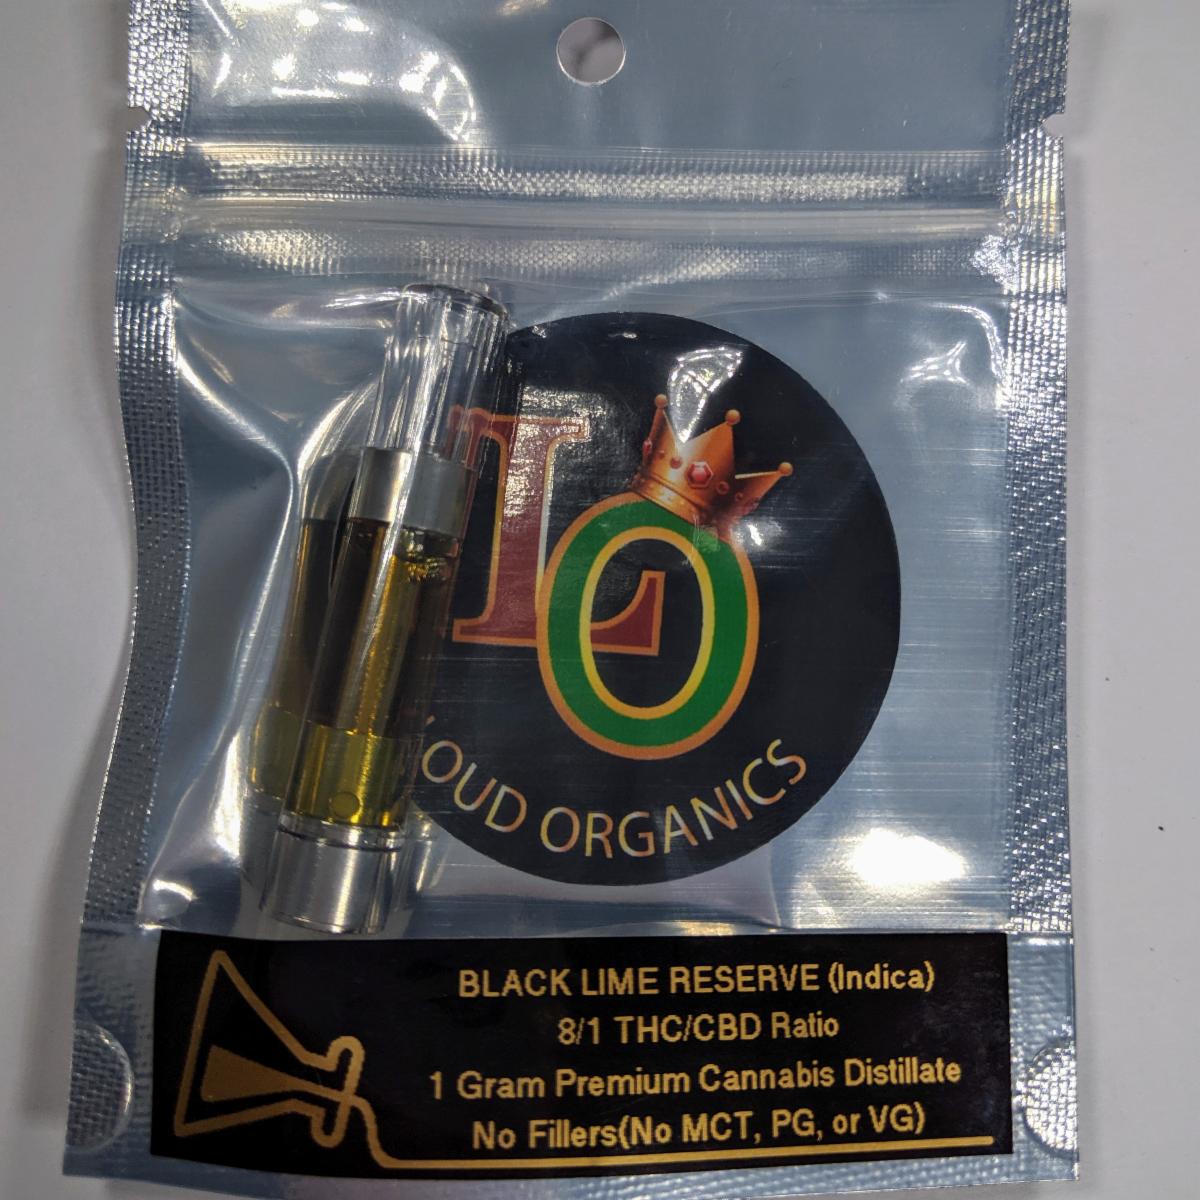 LO
OUD ORGANICS
BLACK LIME RESERVE (Indica)
8/1 THC/CBD Ratio
1 Gram Premium Cannabis Distillate
No Fillers(No MCT, PG, or VG)